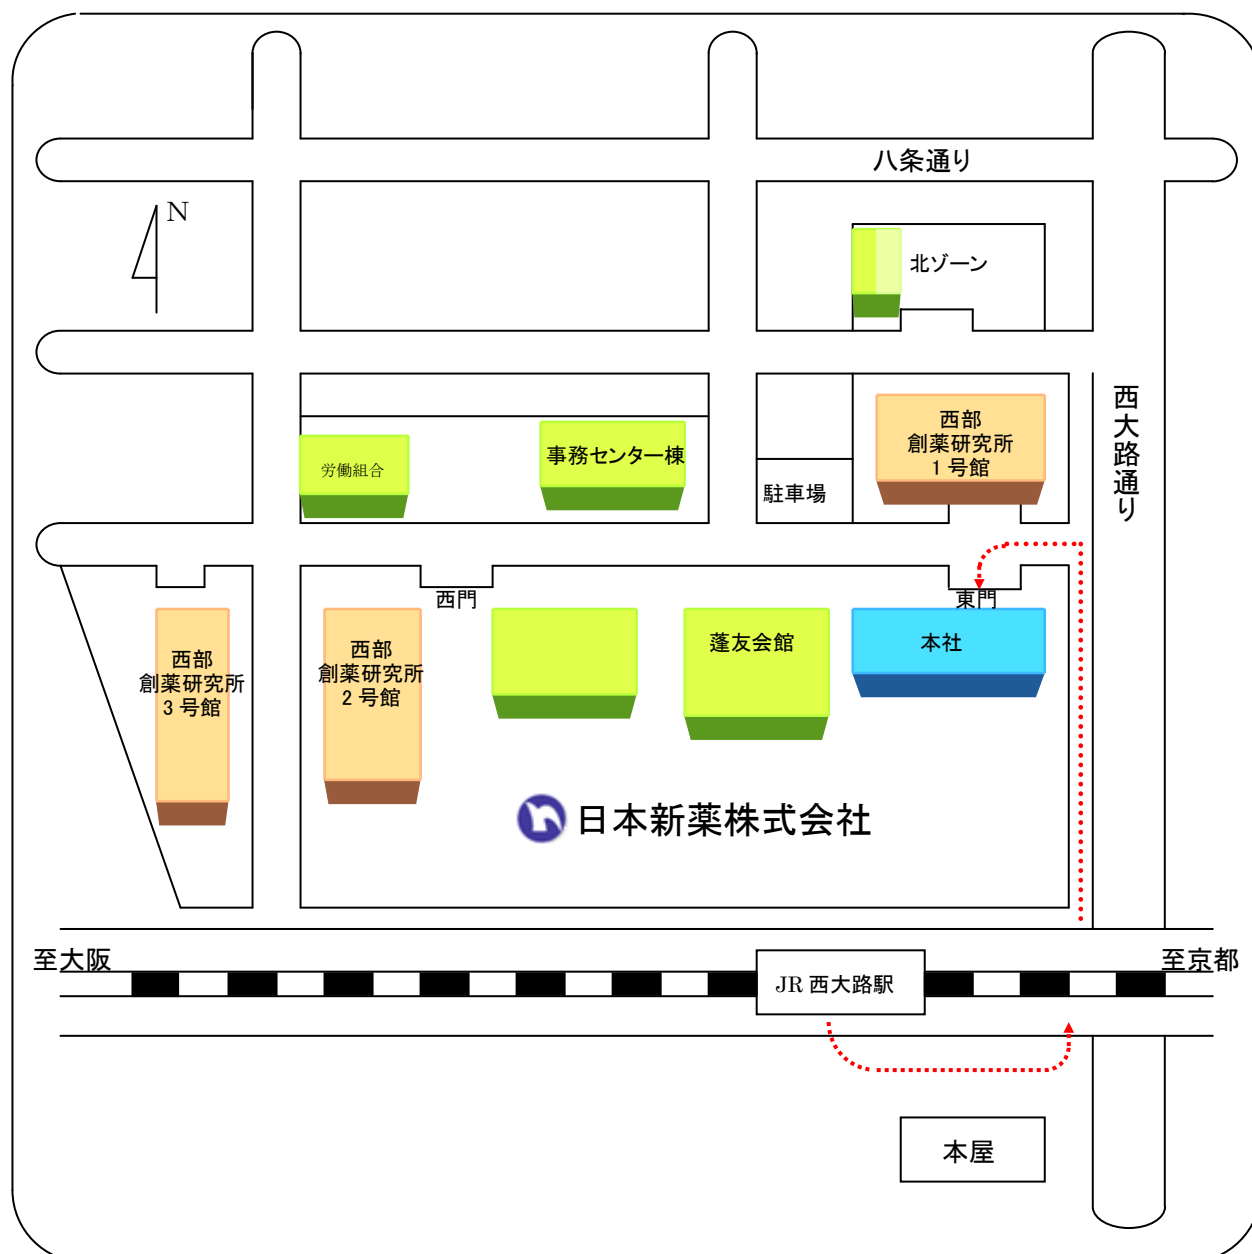 八条通り
N
北ゾーン
西大路通り
西部
創薬研究所
1 号館
労働組合
事務センター棟
駐車場
西門
東門
西部
創薬研究所
3 号館
西部
創薬研究所
2 号館
蓬友会館
本社
日本新薬株式会社
至大阪
至京都
JR 西大路駅
本屋